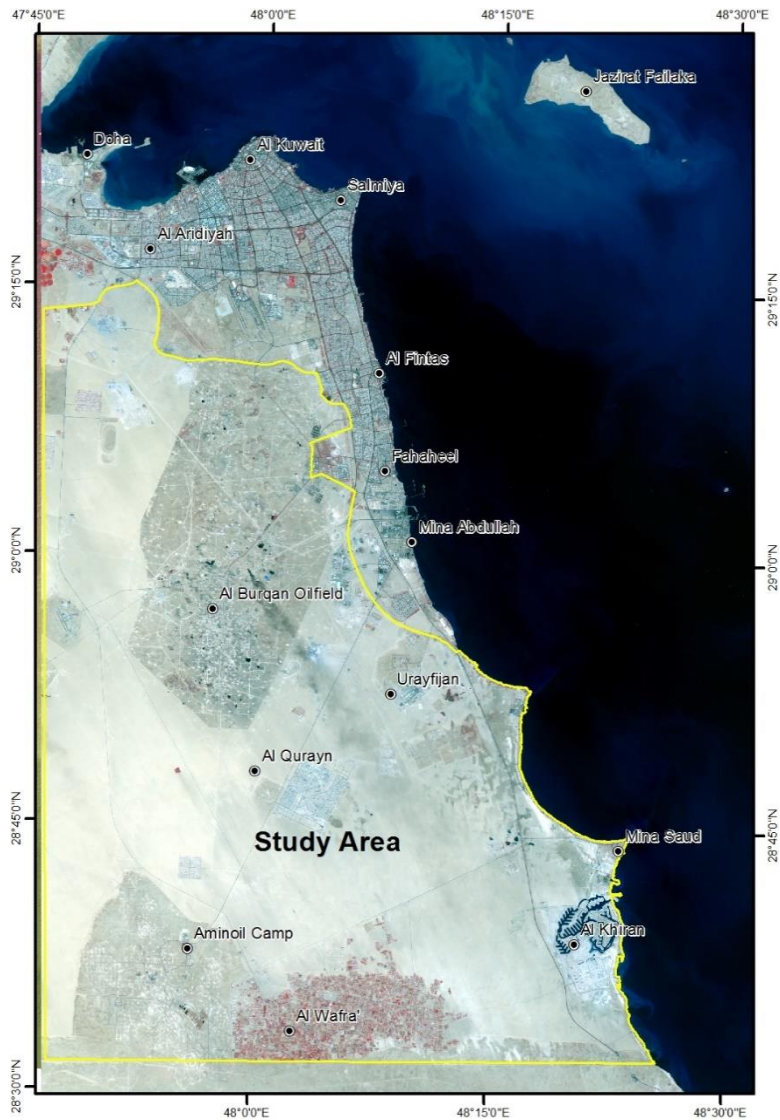 47°45'0"E
48°0'0"E
48°15'0"E
48°30'0"E
Jazirat Failaka
Doha
Al Kuwait
Salmiya
Al Aridiyah
29°15'0"N
29°15'0"N
Al Fintas
Fahaheel
Mina Abdullah
29°0'0"N
29°0'0"N
Al Burqan Oilfield
Urayfijan
Al Qurayn
28°45'0"N
28°45'0"N
Study Area
Mina Saud
Aminoil Camp
Al Khiran
Al Wafra'
28°30'0"N
48°0'0"E
48°15'0"E
48°30'0"E